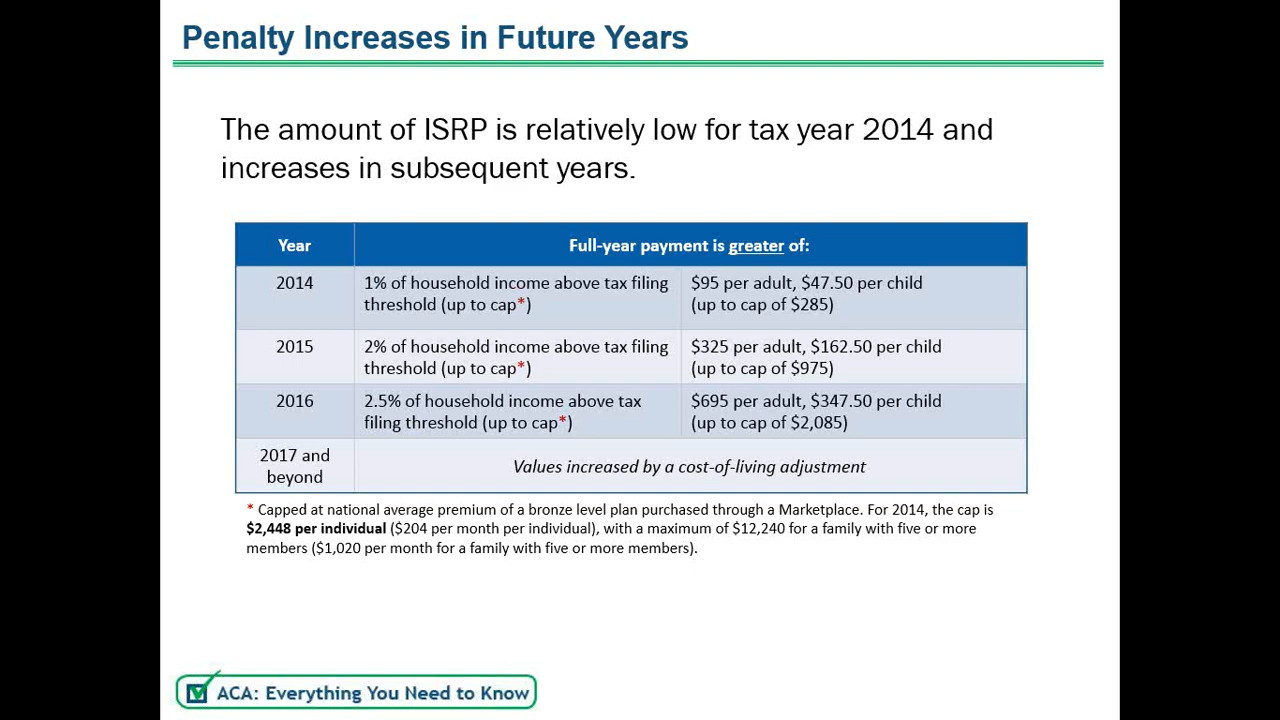 Penalty Increases in Future Years
The amount of ISRP is relatively low for tax year 2014 and
increases in subsequent years.
Year
Full-year payment is greater of:
2014
1% of household income above tax filing
threshold (up to cap*)
$95 per adult, $47.50 per child
(up to cap of $285)
2015
2% of household income above tax filing
threshold (up to cap*)
$325 per adult, $162.50 per child
(up to cap of $975)
2016
2.5% of household income above tax
filing threshold (up to cap*)
$695 per adult, $347.50 per child
(up to cap of $2,085)
2017 and
beyond
Values increased by a cost-of-living adjustment
* Capped at national average premium of a bronze level plan purchased through a Marketplace. For 2014, the cap is
$2,448 per individual ($204 per month per individual), with a maximum of $12,240 for a family with five or more
members ($1,020 per month for a family with five or more members).
ACA: Everything You Need to Know